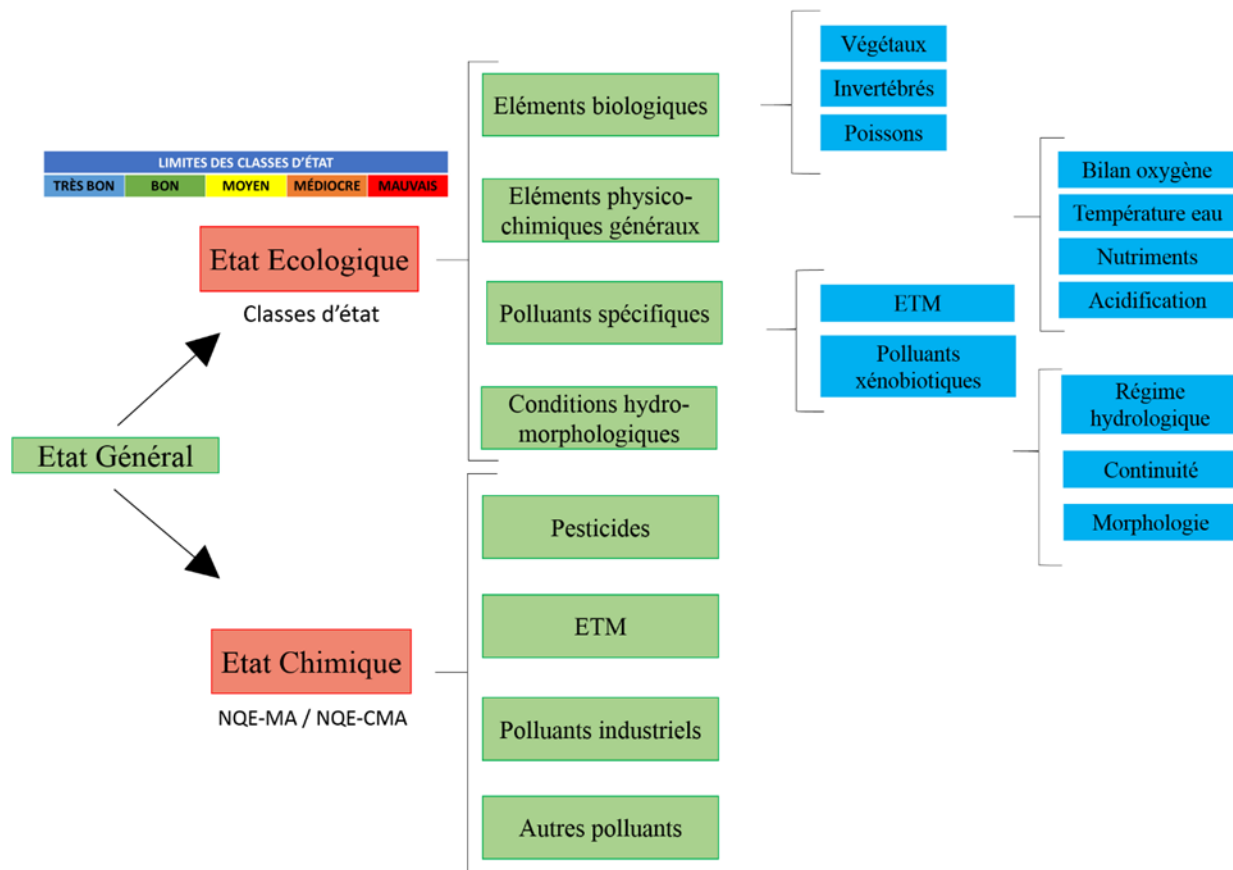 LIMITES DES CLASSES D'ÉTAT
TRÈS BON
BON
MOYEN
MÉDIOCRE
MAUVAIS
Etat Général
Etat Ecologique
Classes d'état
Eléments biologiques
Végétaux
Invertébrés
Poissons
Eléments physico-
chimiques généraux
Bilan oxygène
Température eau
Nutriments
Acidification
Polluants spécifiques
ETM
Polluants
xénobiotiques
Conditions hydro-
morphologiques
Régime
hydrologique
Continuité
Morphologie
Etat Chimique
NQE-MA / NQE-CMA
Pesticides
ETM
Polluants industriels
Autres polluants